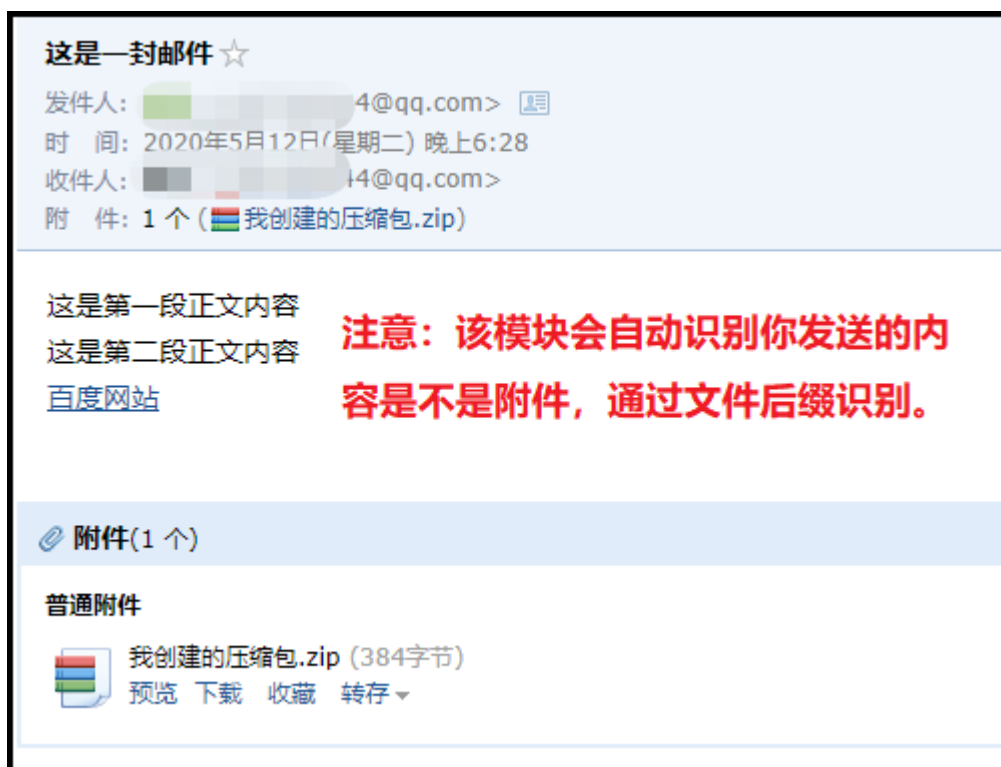 这是一封邮件
发件人: 4@qq.com>
时 间: 2020年5月12日(星期二) 晚上6:28
收件人: 4@qq.com>
附 件: 1 个 (我创建的压缩包.zip)
这是第一段正文内容
这是第二段正文内容
百度网站
注意：该模块会自动识别你发送的内
容是不是附件，通过文件后缀识别。
附件(1 个)
普通附件
我创建的压缩包.zip (384字节)
预览 下载 收藏 转存